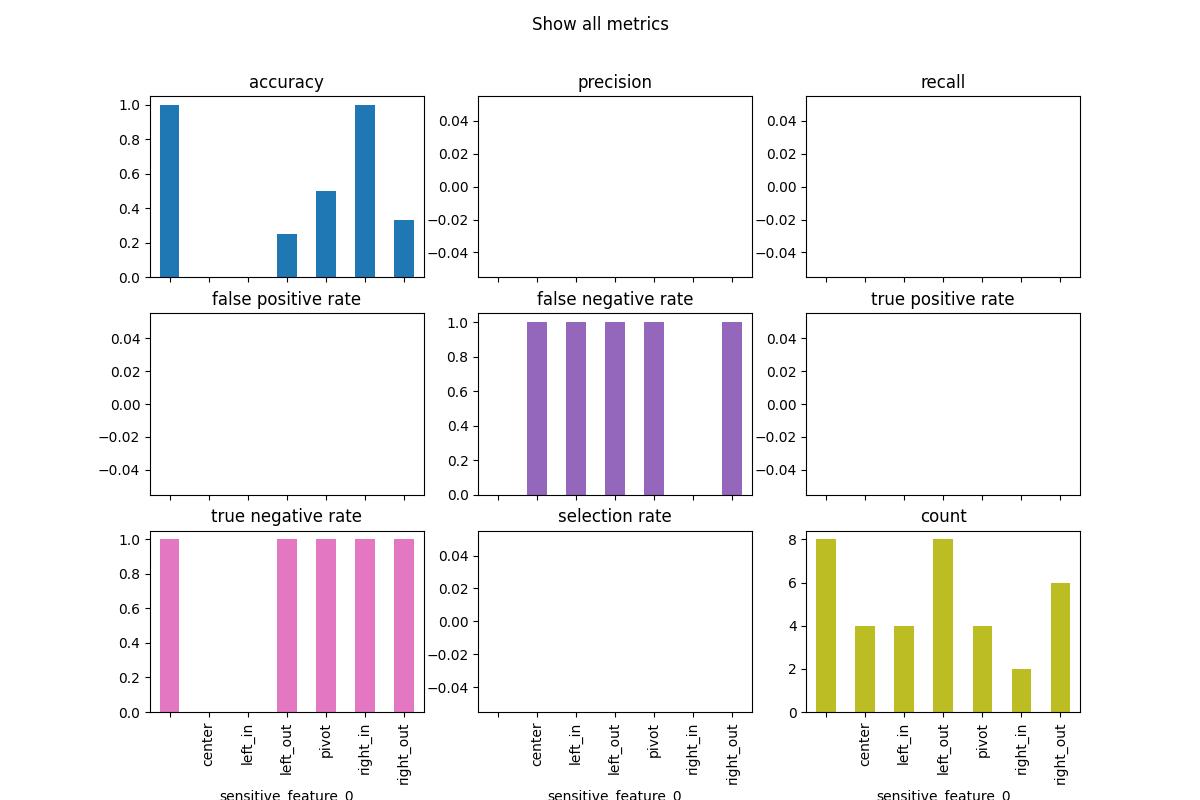 Show all metrics
accuracy
1.0
0.8
0.6
0.4
0.2
0.0
precision
0.04
0.02
0.00
−0.02
−0.04
recall
0.04
0.02
0.00
−0.02
−0.04
false positive rate
0.04
0.02
0.00
−0.02
−0.04
false negative rate
1.0
0.8
0.6
0.4
0.2
0.0
true positive rate
0.04
0.02
0.00
−0.02
−0.04
true negative rate
1.0
0.8
0.6
0.4
0.2
0.0
center
left_in
left_out
pivot
right_in
right_out
sensitive_feature_0
selection rate
0.04
0.02
0.00
−0.02
−0.04
center
left_in
left_out
pivot
right_in
right_out
sensitive_feature_0
count
8
6
4
2
0
center
left_in
left_out
pivot
right_in
right_out
sensitive_feature_0